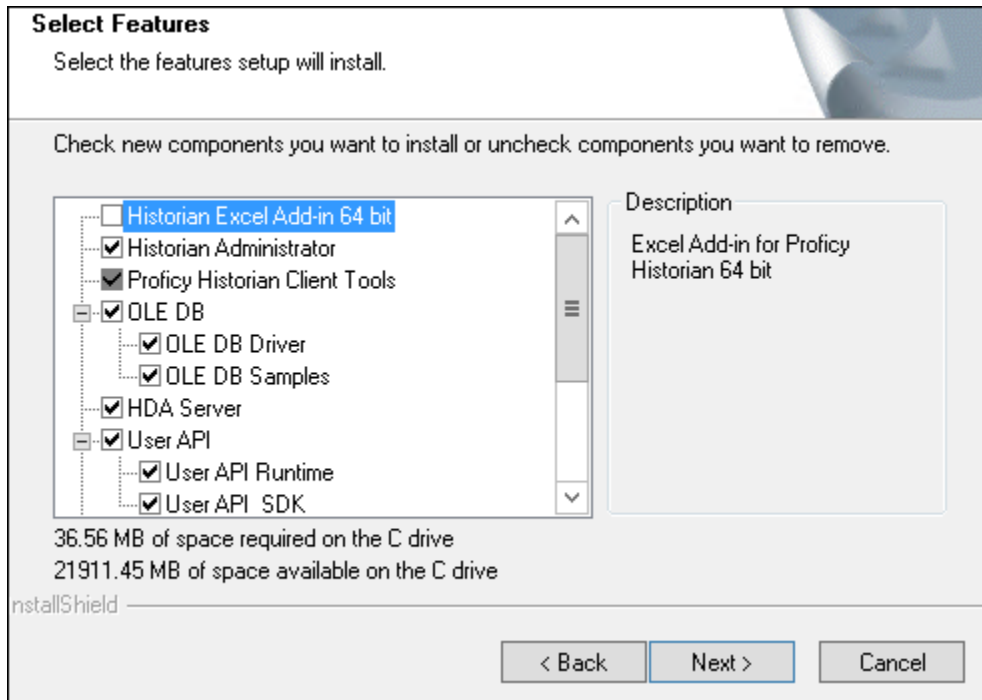 Select Features
Select the features setup will install.
Check new components you want to install or uncheck components you want to remove.
Historian Excel Add-in 64 bit
Historian Administrator
Proficy Historian Client Tools
OLE DB
OLE DB Driver
OLE DB Samples
HDA Server
User API
User API Runtime
User API SDK
Description
Excel Add-in for Proficy
Historian 64 bit
36.56 MB of space required on the C drive
21911.45 MB of space available on the C drive
nstallShield
< Back
Next >
Cancel